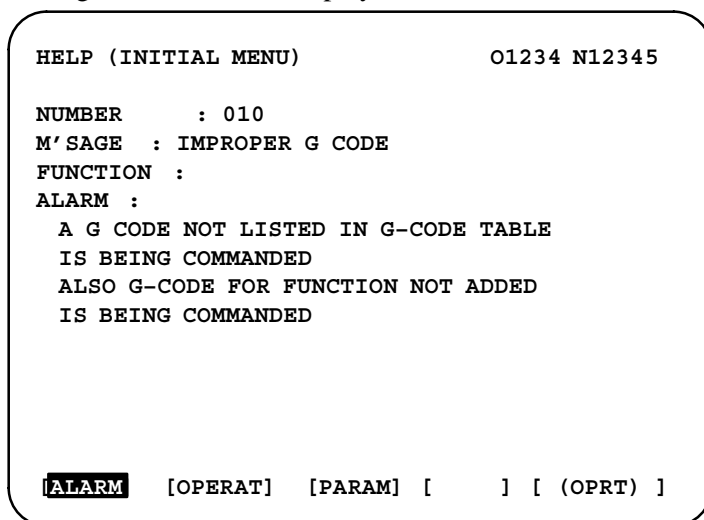 HELP (INITIAL MENU) O1234 N12345
NUMBER : 010
M'SAGE : IMPROPER G CODE
FUNCTION :
ALARM :
A G CODE NOT LISTED IN G–CODE TABLE
IS BEING COMMANDED
ALSO G–CODE FOR FUNCTION NOT ADDED
IS BEING COMMANDED
[ALARM [OPERAT] [PARAM] [ ] [ (OPRT) ]